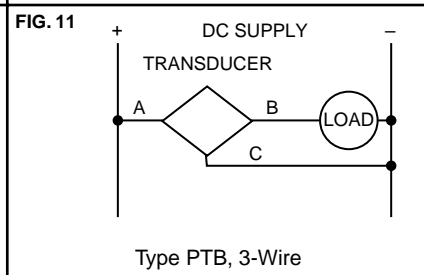 FIG. 11
+ DC SUPPLY –
TRANSDUCER
A B LOAD
C
Type PTB, 3-Wire